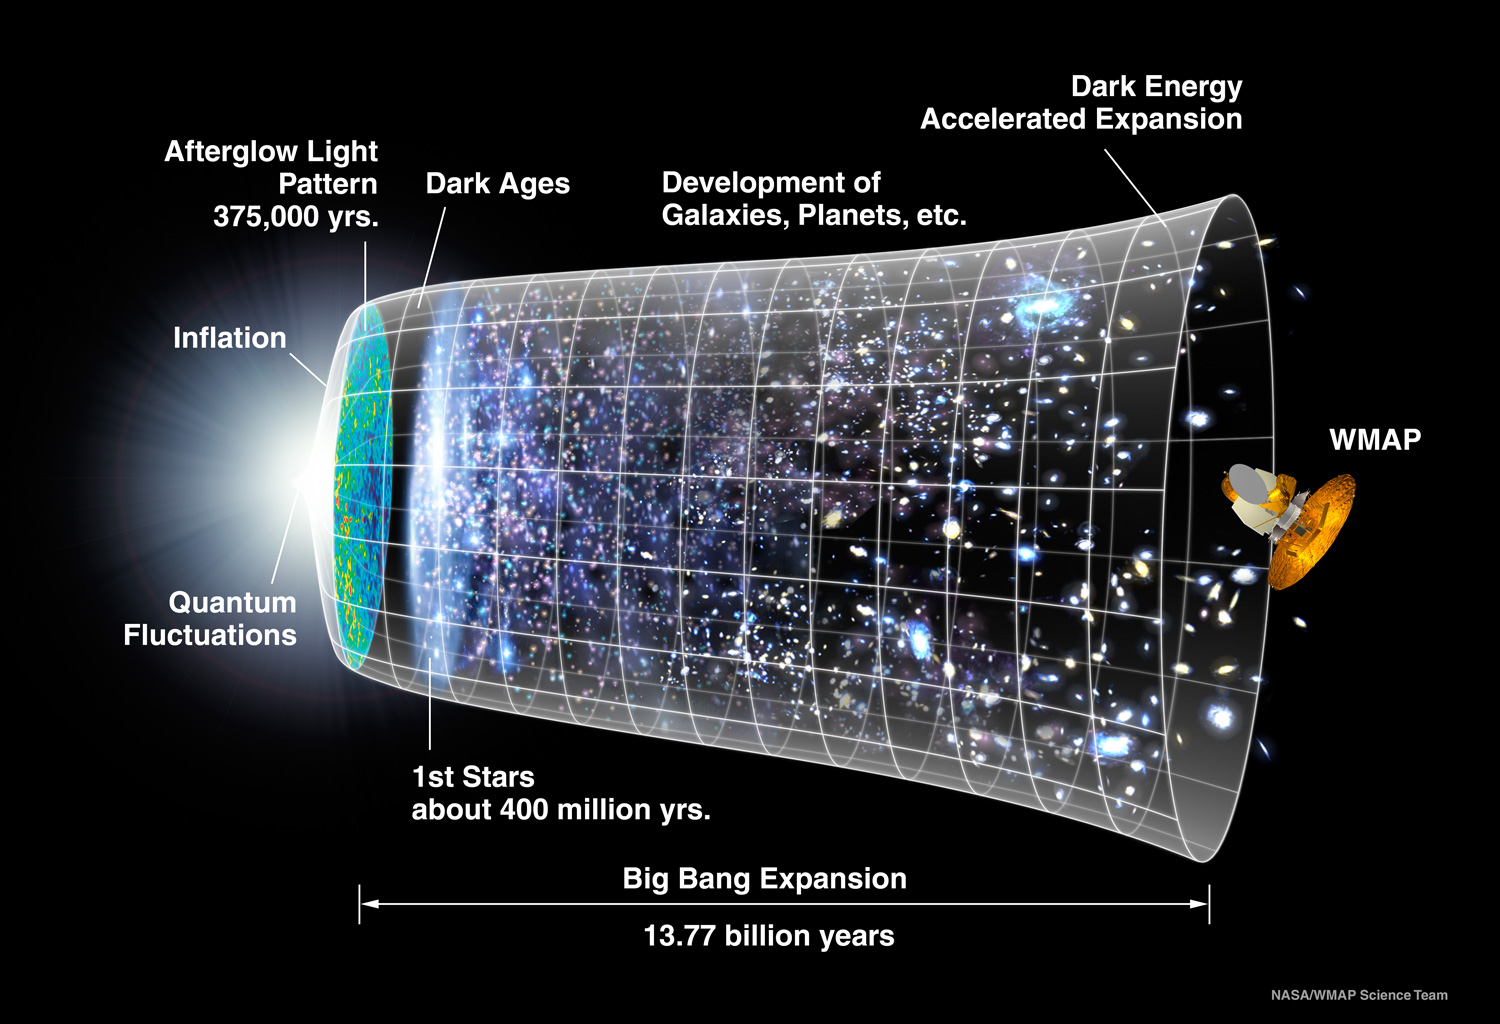 Dark Energy
Accelerated Expansion
Afterglow Light
Pattern
375,000 yrs.
Dark Ages
Development of
Galaxies, Planets, etc.
Inflation
WMAP
Quantum
Fluctuations
1st Stars
about 400 million yrs.
Big Bang Expansion
13.77 billion years
NASA/WMAP Science Team